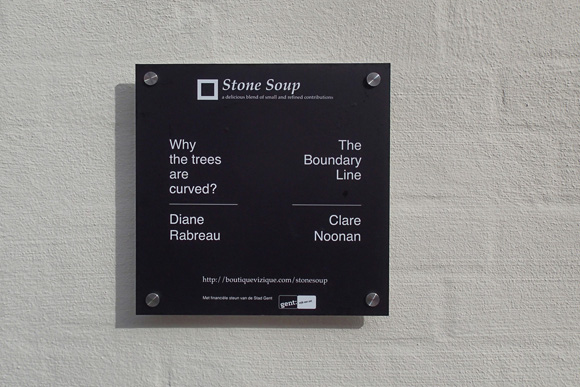 Stone Soup
a delicious blend of small and refined contributions
Why
the trees
are
curved?
Diane
Rabreau
The
Boundary
Line
Clare
Noonan
http://boutiquevizique.com/stonesoup
Met financiële steun van de Stad Gent
gent: